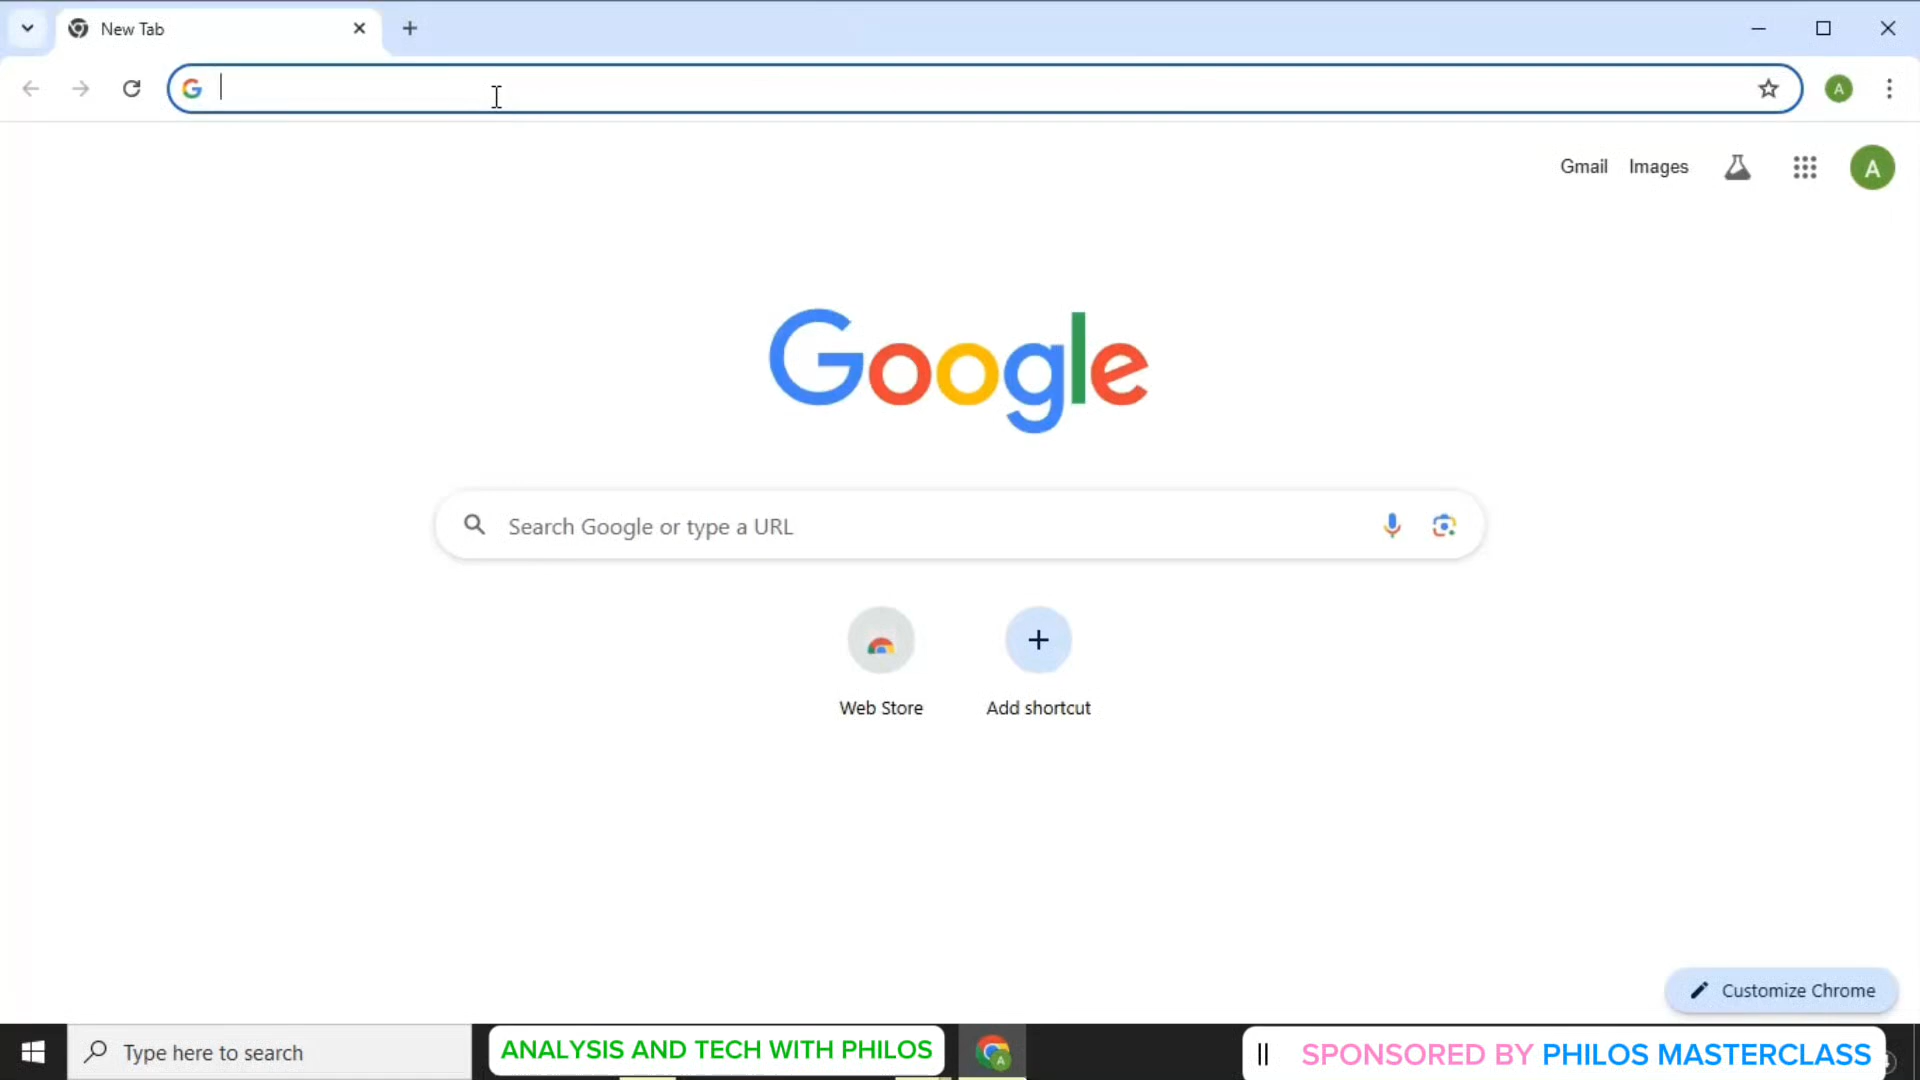 New Tab
Gmail
Images
A
A
Google
Search Google or type a URL
Web Store
Add shortcut
Customize Chrome
Type here to search
ANALYSIS AND TECH WITH PHILOS
A
|| SPONSORED BY PHILOS MASTERCLASS